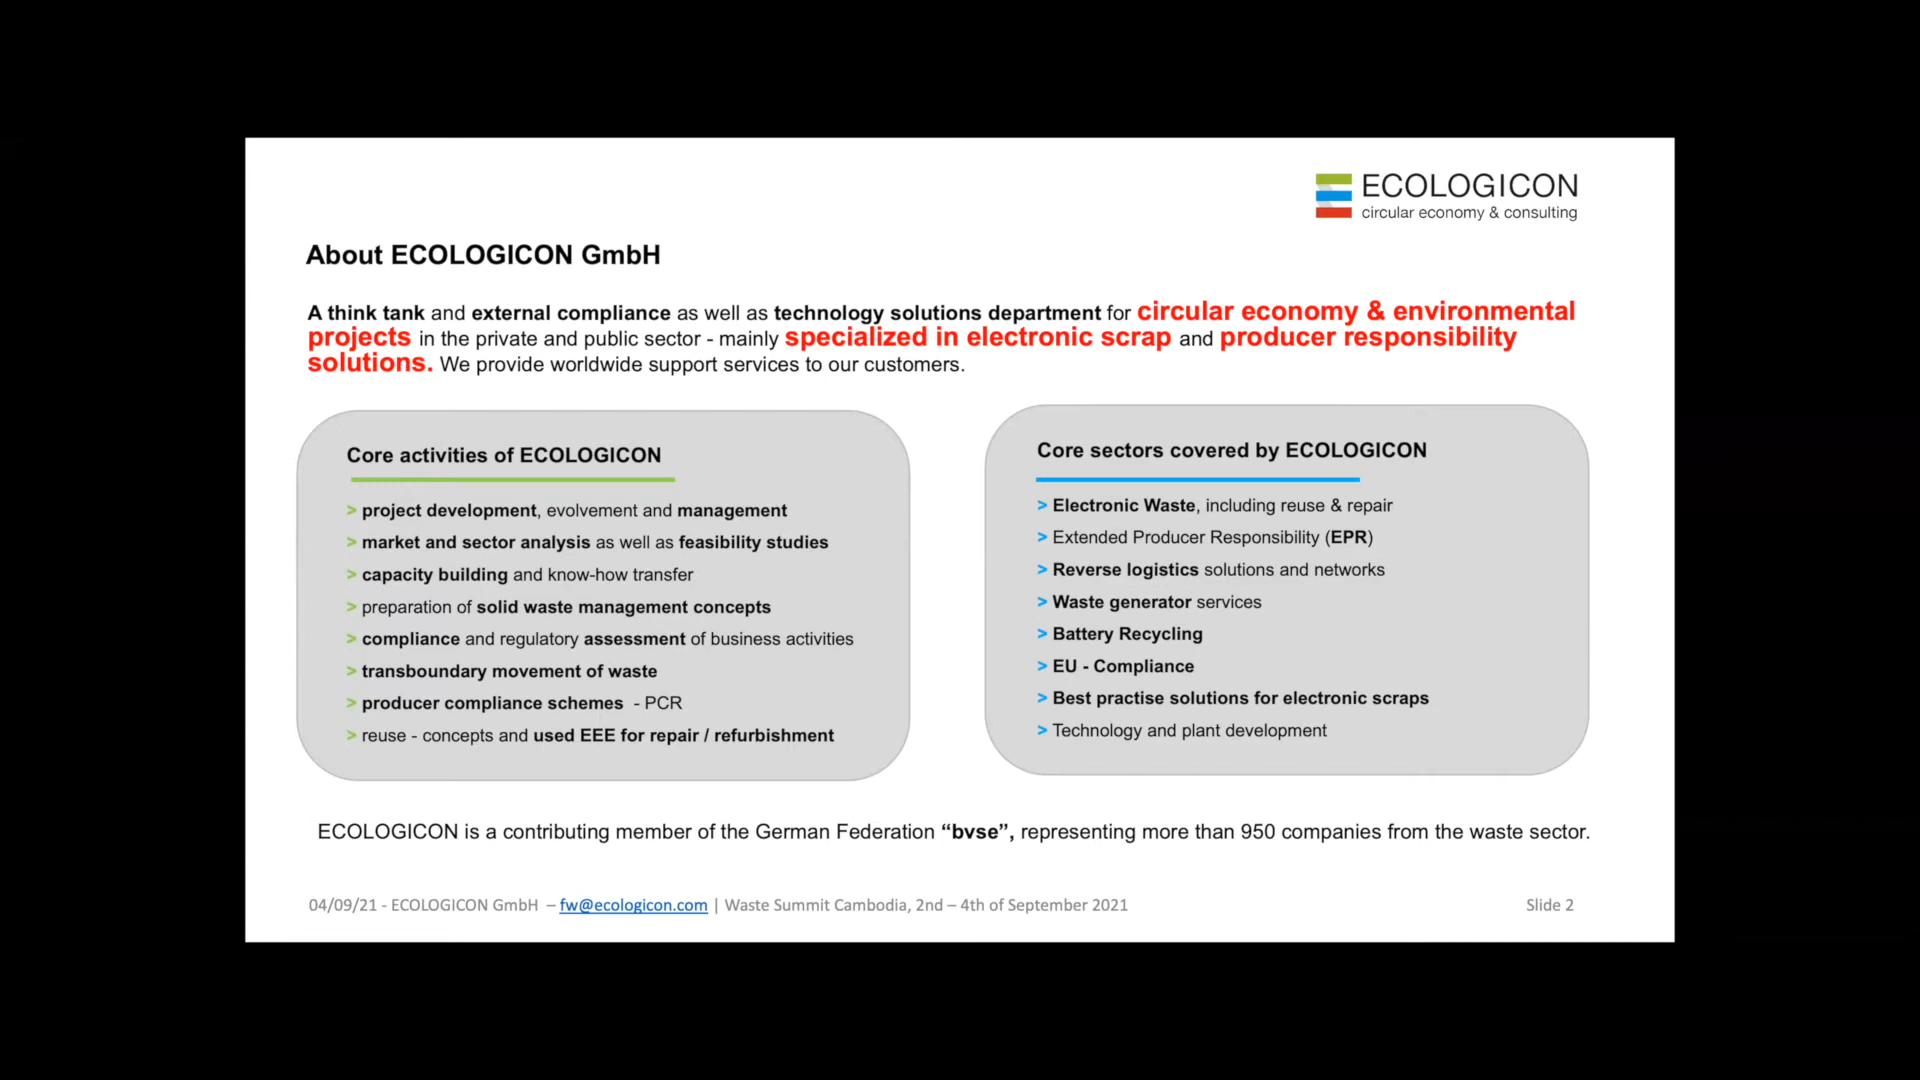 ECOLOGICON
circular economy & consulting
About ECOLOGICON GmbH
A think tank and external compliance as well as technology solutions department for circular economy & environmental
projects in the private and public sector - mainly specialized in electronic scrap and producer responsibility
solutions. We provide worldwide support services to our customers.
Core activities of ECOLOGICON
> project development, evolvement and management
> market and sector analysis as well as feasibility studies
> capacity building and know-how transfer
> preparation of solid waste management concepts
> compliance and regulatory assessment of business activities
> transboundary movement of waste
> producer compliance schemes - PCR
> reuse - concepts and used EEE for repair / refurbishment
Core sectors covered by ECOLOGICON
> Electronic Waste, including reuse & repair
> Extended Producer Responsibility (EPR)
> Reverse logistics solutions and networks
> Waste generator services
> Battery Recycling
> EU - Compliance
> Best practise solutions for electronic scraps
> Technology and plant development
ECOLOGICON is a contributing member of the German Federation “bvse”, representing more than 950 companies from the waste sector.
04/09/21 - ECOLOGICON GmbH – fw@ecologicon.com | Waste Summit Cambodia, 2nd – 4th of September 2021
Slide 2